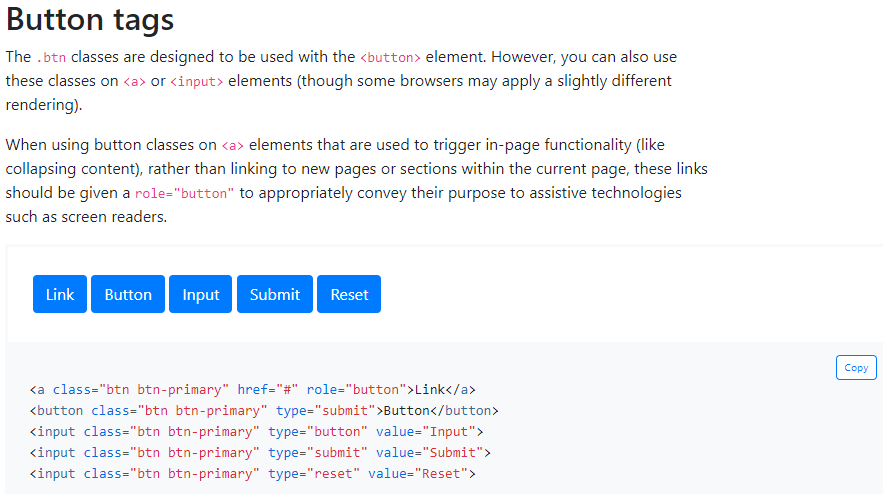 Button tags
The .btn classes are designed to be used with the <button> element. However, you can also use
these classes on <a> or <input> elements (though some browsers may apply a slightly different
rendering).
When using button classes on <a> elements that are used to trigger in-page functionality (like
collapsing content), rather than linking to new pages or sections within the current page, these links
should be given a role="button" to appropriately convey their purpose to assistive technologies
such as screen readers.
Link Button Input Submit Reset
Copy
<a class="btn btn-primary" href="#" role="button">Link</a>
<button class="btn btn-primary" type="submit">Button</button>
<input class="btn btn-primary" type="button" value="Input">
<input class="btn btn-primary" type="submit" value="Submit">
<input class="btn btn-primary" type="reset" value="Reset">